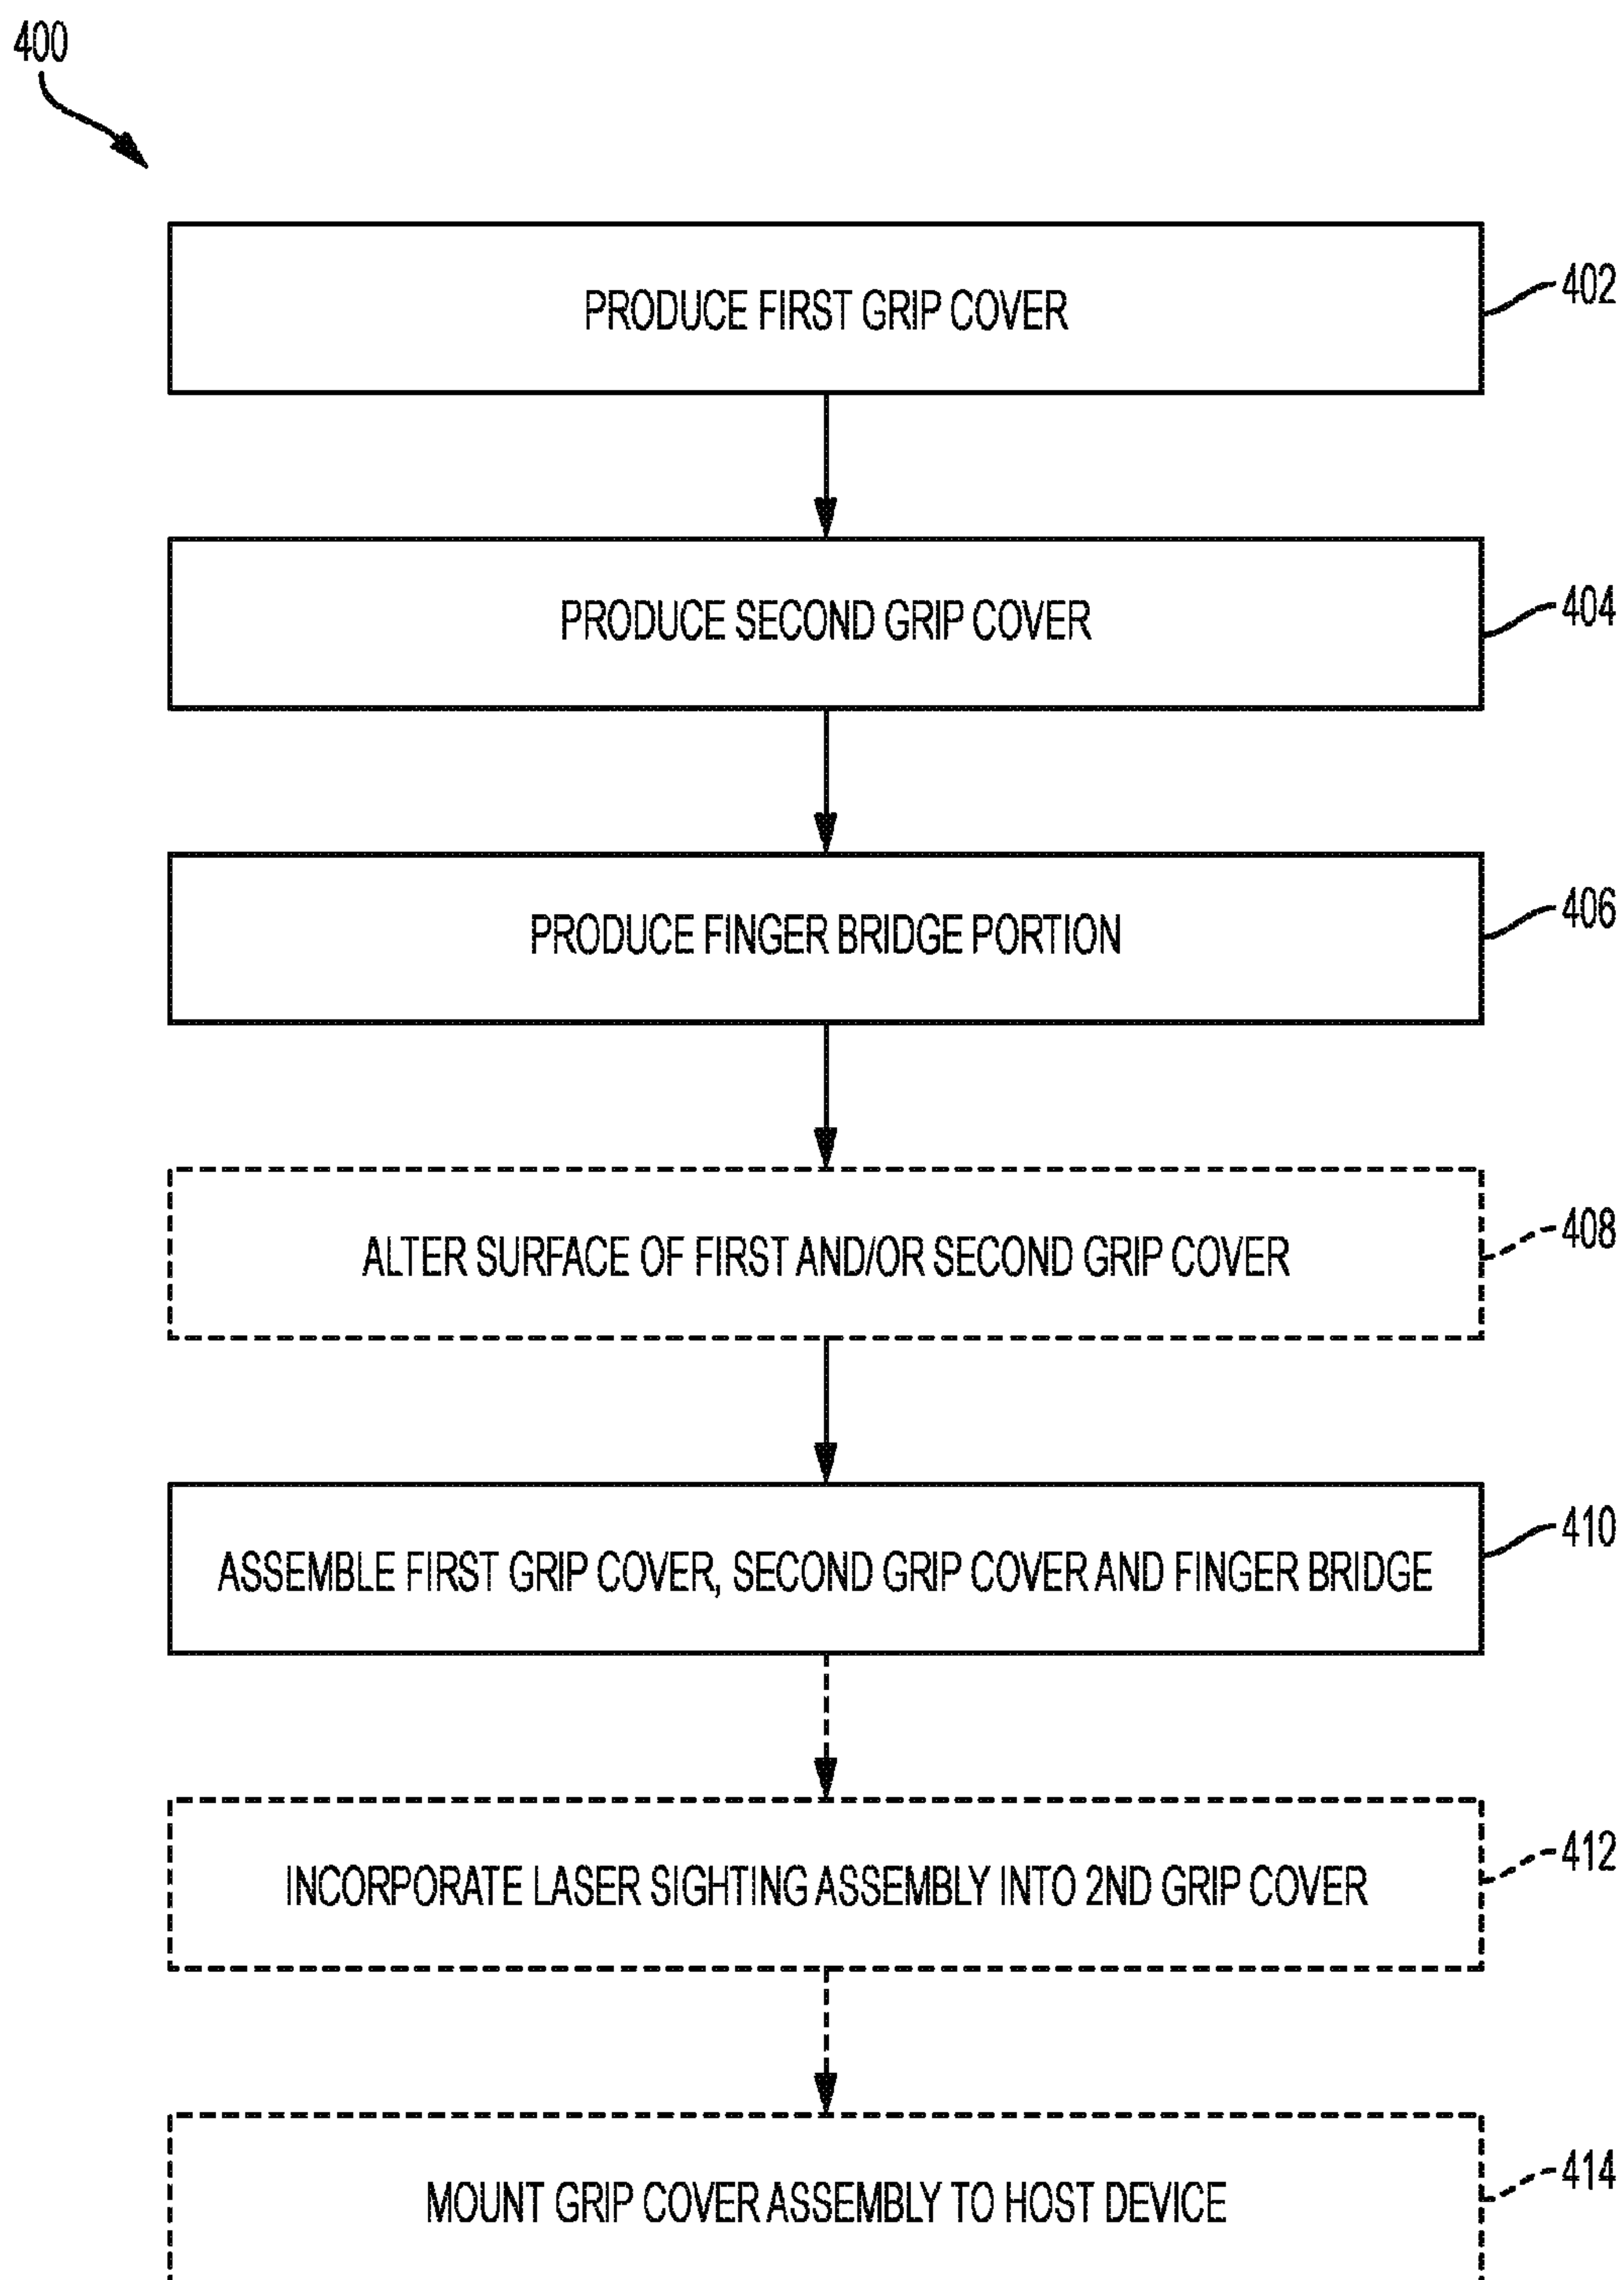 400
PRODUCE FIRST GRIP COVER
402
PRODUCE SECOND GRIP COVER
404
PRODUCE FINGER BRIDGE PORTION
406
ALTER SURFACE OF FIRST AND/OR SECOND GRIP COVER
408
ASSEMBLE FIRST GRIP COVER, SECOND GRIP COVER AND FINGER BRIDGE
410
INCORPORATE LASER SIGHTING ASSEMBLY INTO 2ND GRIP COVER
412
MOUNT GRIP COVER ASSEMBLY TO HOST DEVICE
414